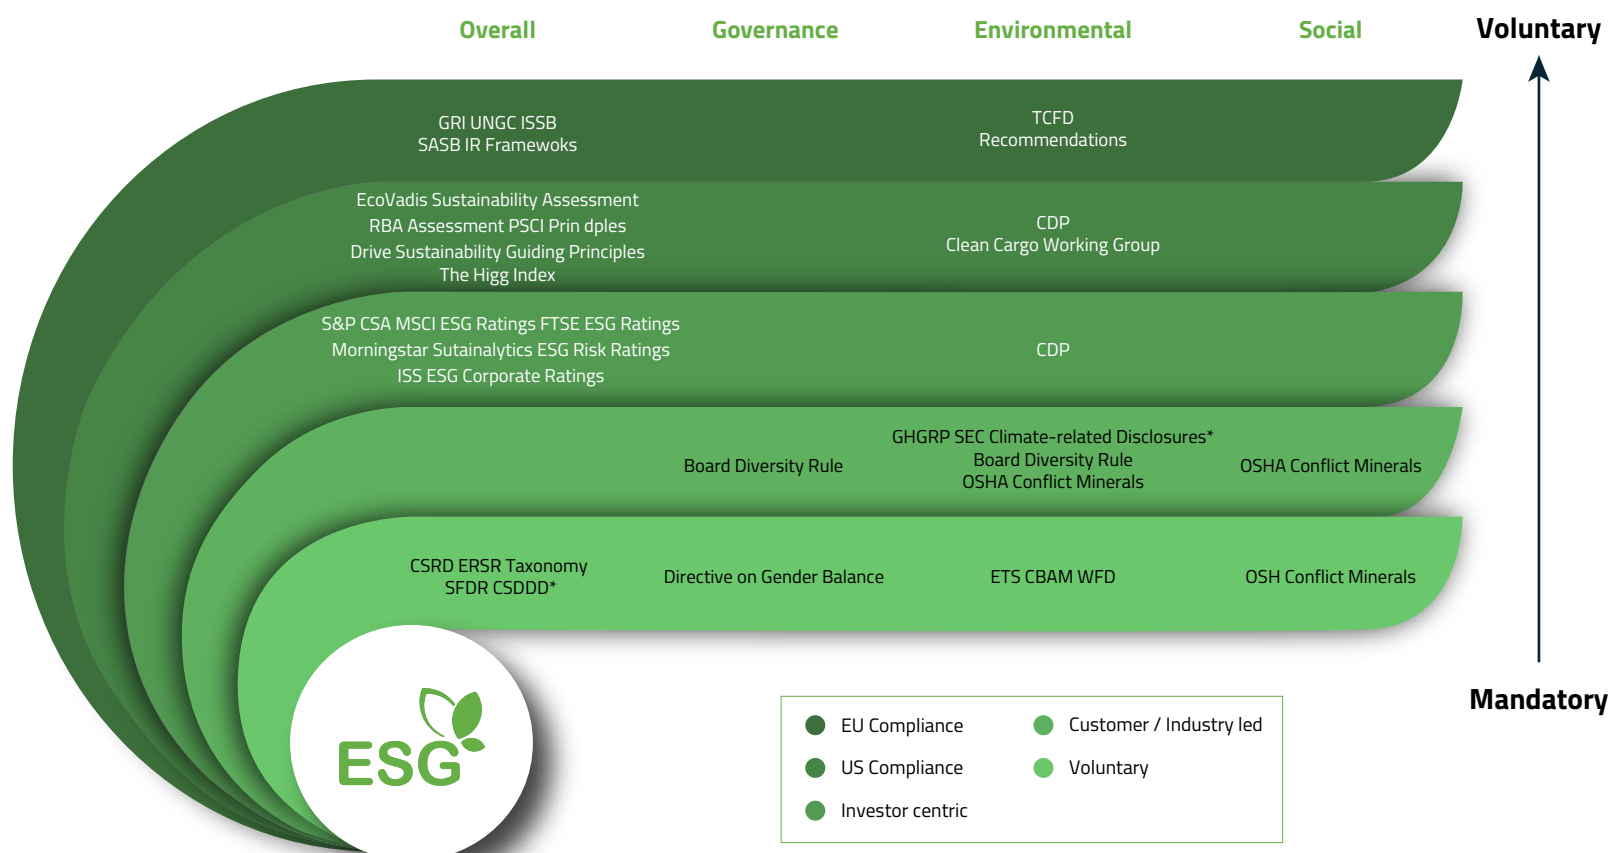 Overall Governance Environmental Social Voluntary
GRI UNGC ISSB
SASB IR Framewoks
TCFD
Recommendations
EcoVadis Sustainability Assessment
RBA Assessment PSCI Prin dples
Drive Sustainability Guiding Principles
The Higg Index
CDP
Clean Cargo Working Group
S&P CSA MSCI ESG Ratings FTSE ESG Ratings
Morningstar Sutainalytics ESG Risk Ratings
ISS ESG Corporate Ratings
CDP
Board Diversity Rule
GHGRP SEC Climate-related Disclosures*
Board Diversity Rule
OSHA Conflict Minerals
OSHA Conflict Minerals
CSRD ERSR Taxonomy
SFDR CSDDD*
Directive on Gender Balance
ETS CBAM WFD
OSH Conflict Minerals
Mandatory
ESG
EU Compliance
US Compliance
Investor centric
Customer / Industry led
Voluntary